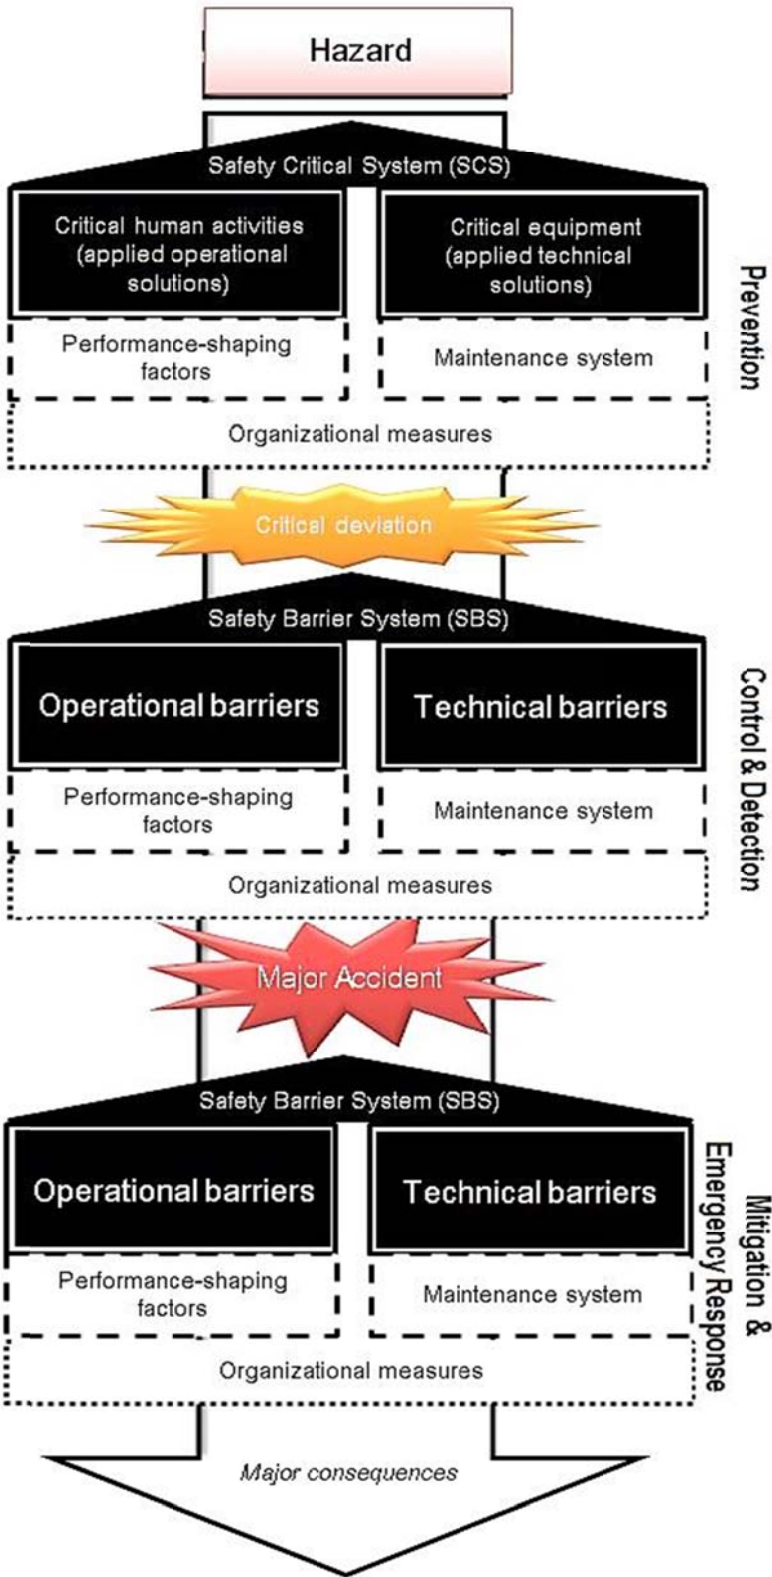 Hazard
Safety Critical System (SCS)
Critical human activities
(applied operational
solutions)
Critical equipment
(applied technical
solutions)
Performance-shaping
factors
Maintenance system
Organizational measures
Prevention
Critical deviation
Safety Barrier System (SBS)
Operational barriers
Technical barriers
Performance-shaping
factors
Maintenance system
Organizational measures
Control & Detection
Major Accident
Safety Barrier System (SBS)
Operational barriers
Technical barriers
Performance-shaping
factors
Maintenance system
Organizational measures
Mitigation &
Emergency Response
Major consequences